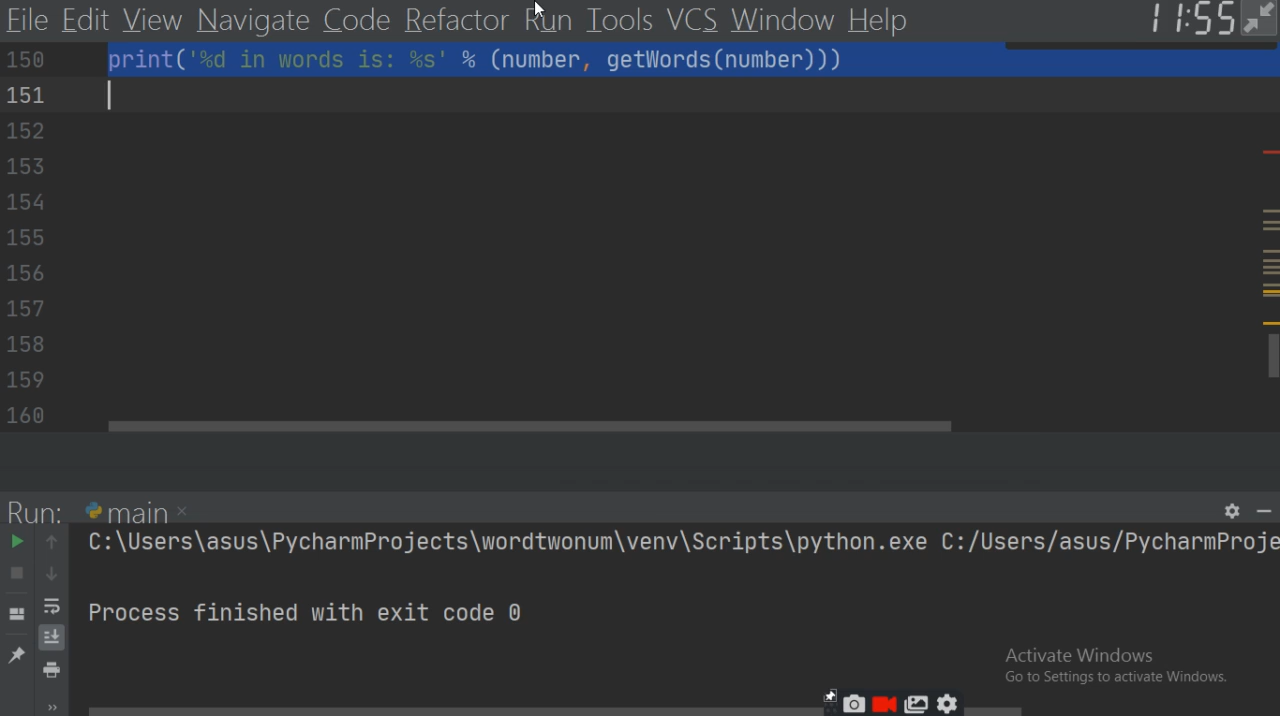 File Edit View Navigate Code Refactor Run Tools VCS Window Help 11:55
150 print('%d in words is: %s' % (number, getWords(number)))
151
152
153
154
155
156
157
158
159
160
Run: main ×
C:\Users\asus\PycharmProjects\wordtwonum\venv\Scripts\python.exe C:/Users/asus/PycharmProje
Process finished with exit code 0
Activate Windows
Go to Settings to activate Windows.